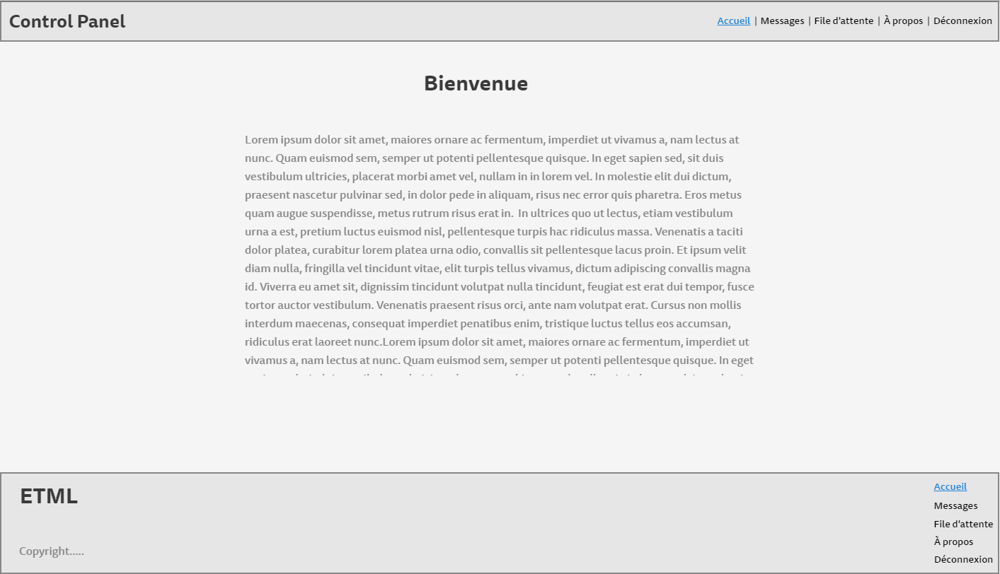 Control Panel
Accueil | Messages | File d'attente | À propos | Déconnexion
Bienvenue
Lorem ipsum dolor sit amet, maiores ornare ac fermentum, imperdiet ut vivamus a, nam lectus at
nunc. Quam euismod sem, semper ut potenti pellentesque quisque. In eget sapien sed, sit duis
vestibulum ultricies, placerat morbi amet vel, nullam in in lorem vel. In molestie elit dui dictum,
praesent nascetur pulvinar sed, in dolor pede in aliquam, risus nec error quis pharetra. Eros metus
quam augue suspendisse, metus rutrum risus erat in.  In ultrices quo ut lectus, etiam vestibulum
urna a est, pretium luctus euismod nisl, pellentesque turpis hac ridiculus massa. Venenatis a taciti
dolor platea, curabitur lorem platea urna odio, convallis sit pellentesque lacus proin. Et ipsum velit
diam nulla, fringilla vel tincidunt vitae, elit turpis tellus vivamus, dictum adipiscing convallis magna
id. Viverra eu amet sit, dignissim tincidunt volutpat nulla tincidunt, feugiat est erat dui tempor, fusce
tortor auctor vestibulum. Venenatis praesent risus orci, ante nam volutpat erat. Cursus non mollis
interdum maecenas, consequat imperdiet penatibus enim, tristique luctus tellus eos accumsan,
ridiculus erat laoreet nunc.Lorem ipsum dolor sit amet, maiores ornare ac fermentum, imperdiet ut
vivamus a, nam lectus at nunc. Quam euismod sem, semper ut potenti pellentesque quisque. In eget
ETML
Copyright.....
Accueil
Messages
File d'attente
À propos
Déconnexion